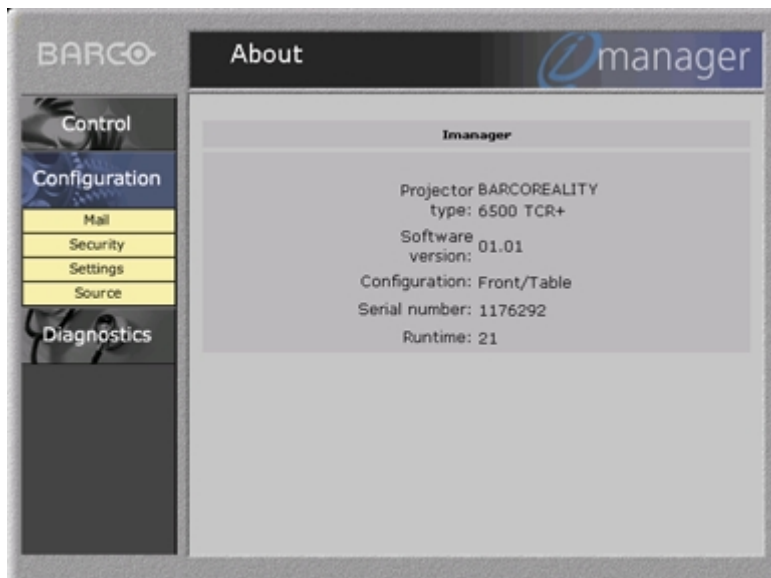 BARCO
About
imanager
Control
Configuration
Mail
Security
Settings
Source
Diagnostics
Imanager
Projector BARCOREALITY
type: 6500 TCR+
Software
version: 01.01
Configuration: Front/Table
Serial number: 1176292
Runtime: 21